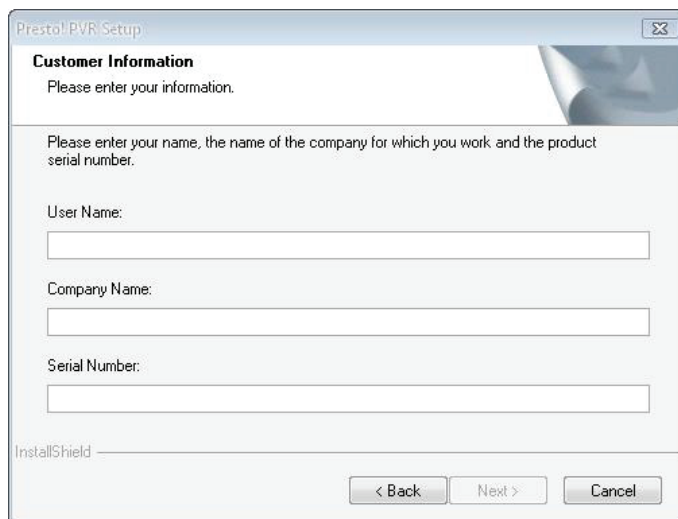 Presto! PVR Setup
Customer Information
Please enter your information.
Please enter your name, the name of the company for which you work and the product
serial number.
User Name:
Company Name:
Serial Number:
InstallShield
< Back
Next >
Cancel